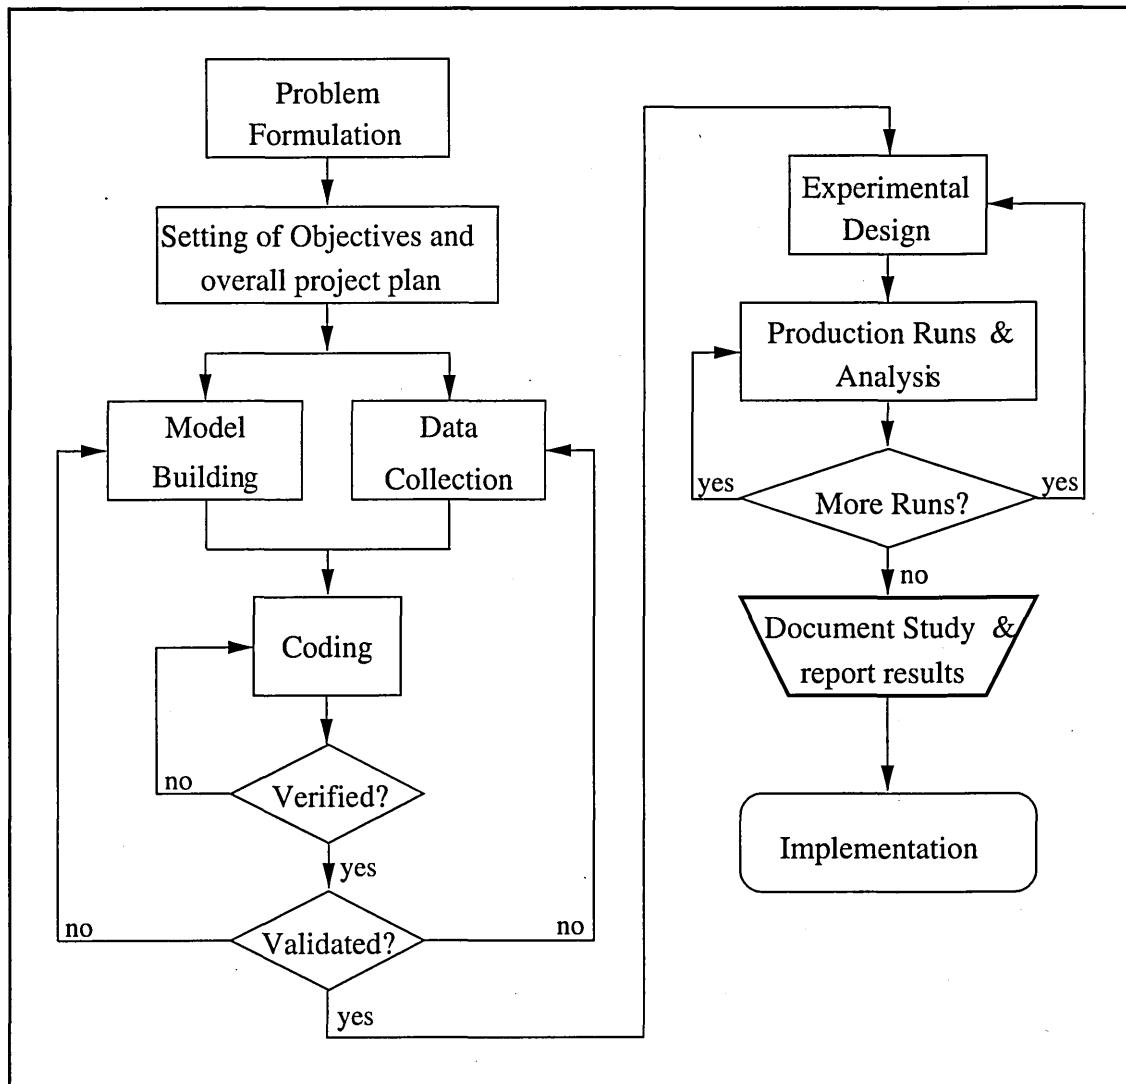 Problem
Formulation
Setting of Objectives and
overall project plan
Model
Building
Data
Collection
Coding
no
Verified?
yes
no
Validated?
no
yes
Experimental
Design
Production Runs &
Analysis
yes
More Runs?
yes
no
Document Study &
report results
Implementation